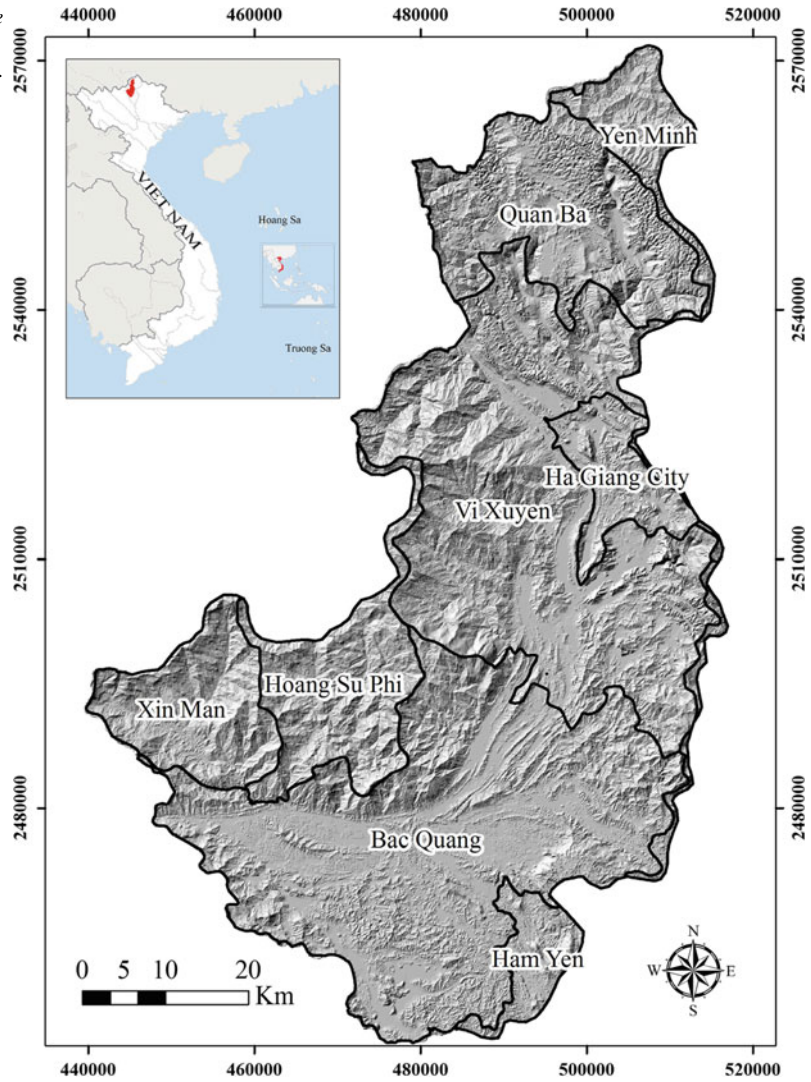 e
440000 460000 480000 500000 520000
2570000
2540000
2510000
2480000
2570000
2540000
2510000
2480000
VIET NAM
Hoang Sa
Truong Sa
Yen Minh
Quan Ba
Ha Giang City
Vi Xuyen
Hoang Su Phi
Xin Man
Bac Quang
Ham Yen
0 5 10 20
Km
N
W E
S
440000 460000 480000 500000 520000